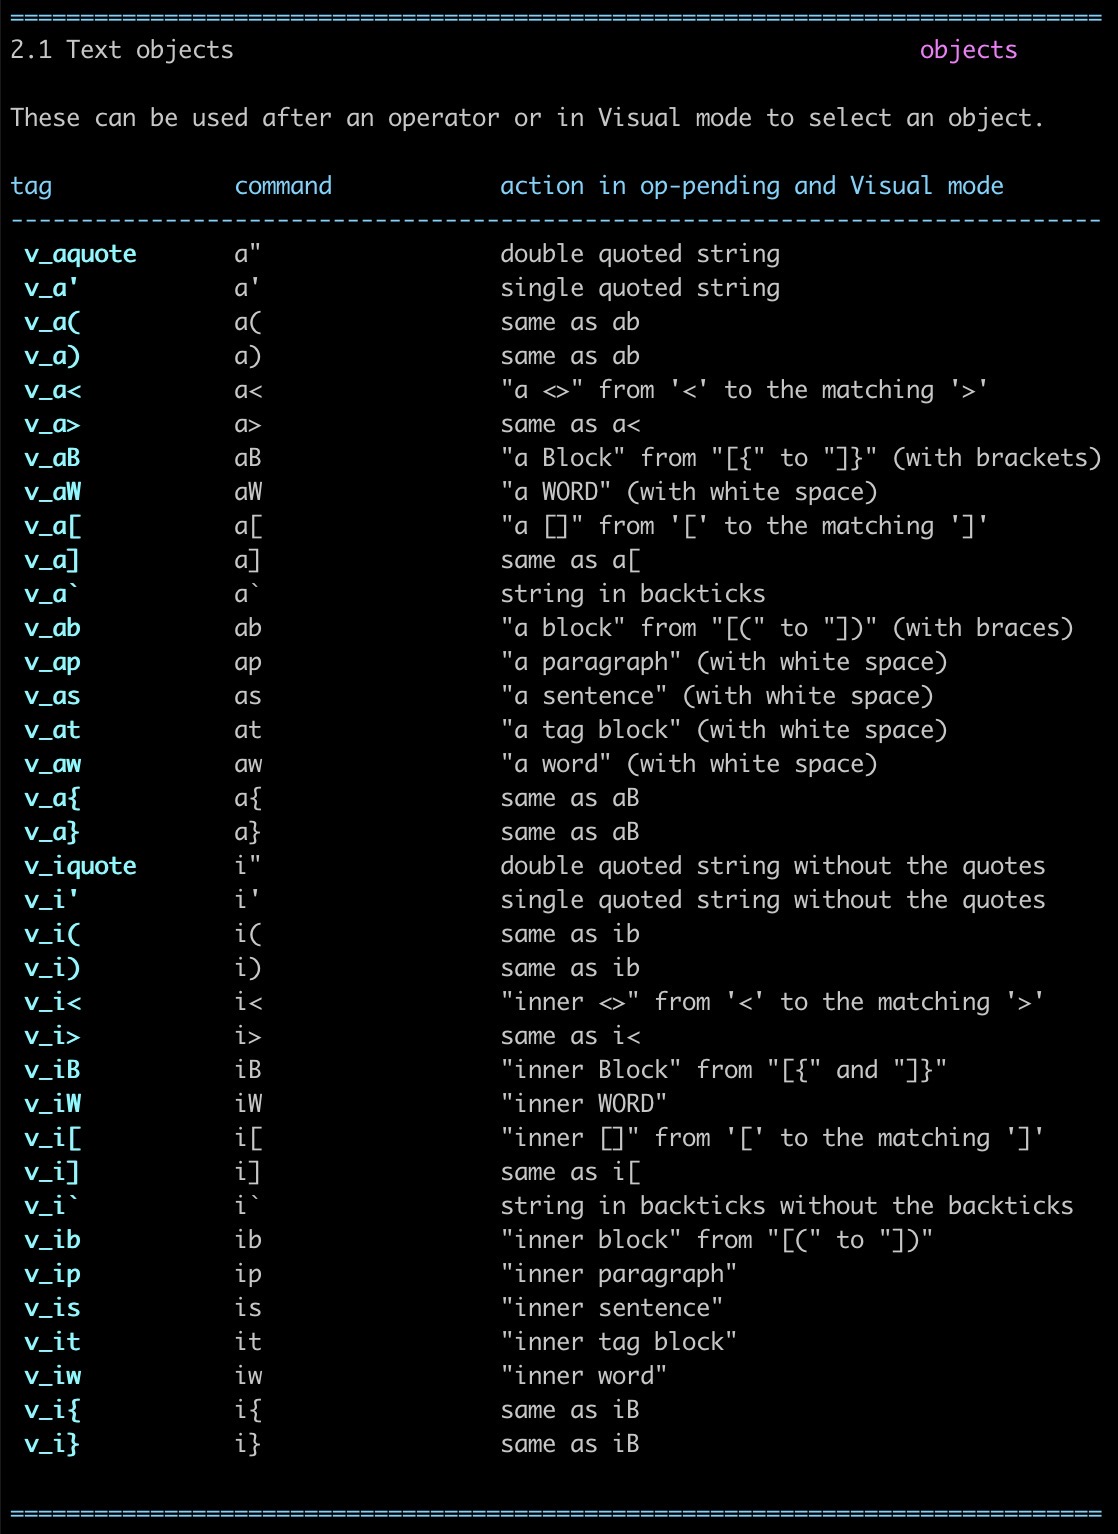 ==============================================================================
2.1 Text objects                                                 objects

These can be used after an operator or in Visual mode to select an object.

tag             command            action in op-pending and Visual mode
------------------------------------------------------------------------------
 v_aquote       a"                 double quoted string
 v_a'           a'                 single quoted string
 v_a(           a(                 same as ab
 v_a)           a)                 same as ab
 v_a<           a<                 "a <>" from '<' to the matching '>'
 v_a>           a>                 same as a<
 v_aB           aB                 "a Block" from "[{" to "]}" (with brackets)
 v_aW           aW                 "a WORD" (with white space)
 v_a[           a[                 "a []" from '[' to the matching ']'
 v_a]           a]                 same as a[
 v_a`           a`                 string in backticks
 v_ab           ab                 "a block" from "[(" to "])" (with braces)
 v_ap           ap                 "a paragraph" (with white space)
 v_as           as                 "a sentence" (with white space)
 v_at           at                 "a tag block" (with white space)
 v_aw           aw                 "a word" (with white space)
 v_a{           a{                 same as aB
 v_a}           a}                 same as aB
 v_iquote       i"                 double quoted string without the quotes
 v_i'           i'                 single quoted string without the quotes
 v_i(           i(                 same as ib
 v_i)           i)                 same as ib
 v_i<           i<                 "inner <>" from '<' to the matching '>'
 v_i>           i>                 same as i<
 v_iB           iB                 "inner Block" from "[{" and "]}"
 v_iW           iW                 "inner WORD"
 v_i[           i[                 "inner []" from '[' to the matching ']'
 v_i]           i]                 same as i[
 v_i`           i`                 string in backticks without the backticks
 v_ib           ib                 "inner block" from "[(" to "])"
 v_ip           ip                 "inner paragraph"
 v_is           is                 "inner sentence"
 v_it           it                 "inner tag block"
 v_iw           iw                 "inner word"
 v_i{           i{                 same as iB
 v_i}           i}                 same as iB

==============================================================================